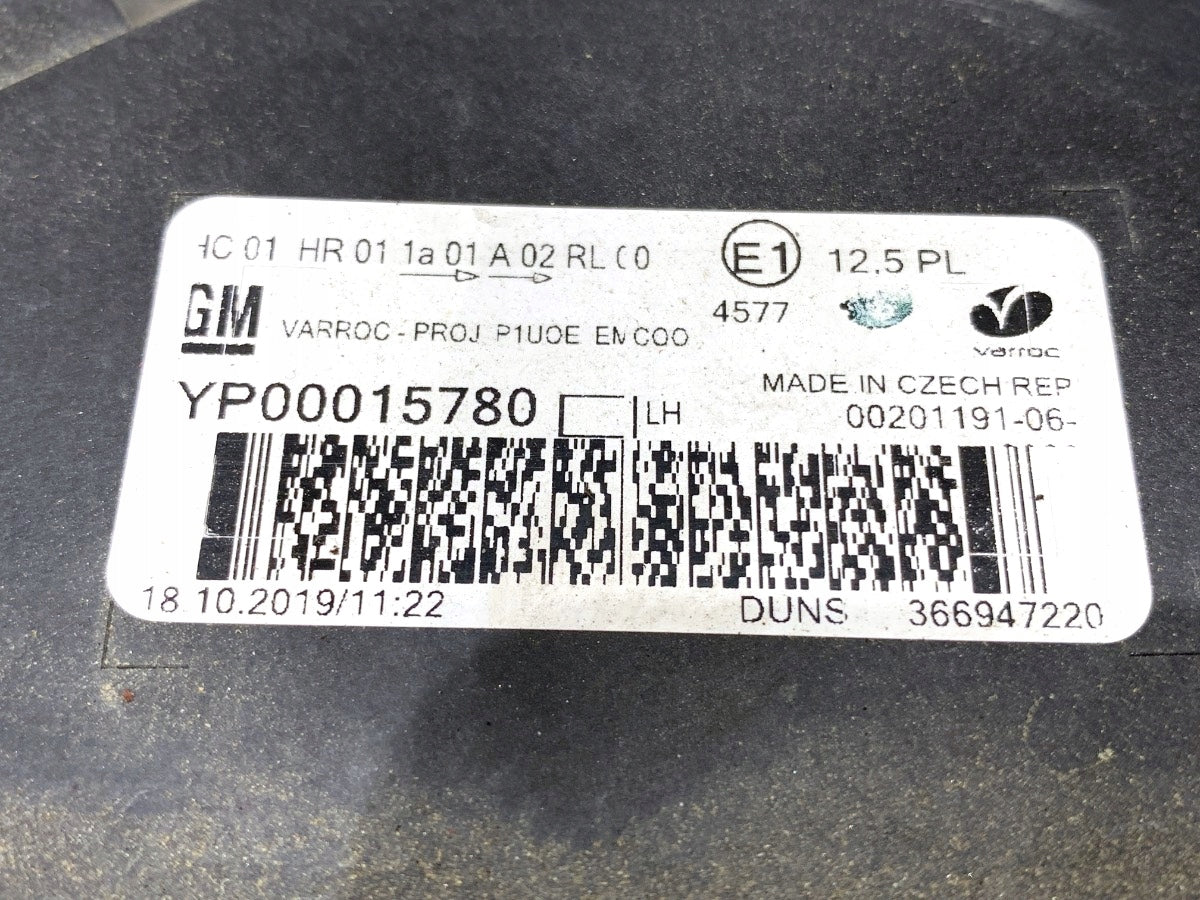 HC 01 HR 01 1a 01 A 02 RL 00
E1
12.5 PL
4577
GM
VARROC - PROJ P1UOE EMCOO
varroc
YP00015780
LH
MADE IN CZECH REP
00201191-06-
18.10.2019/11:22
DUNS 366947220